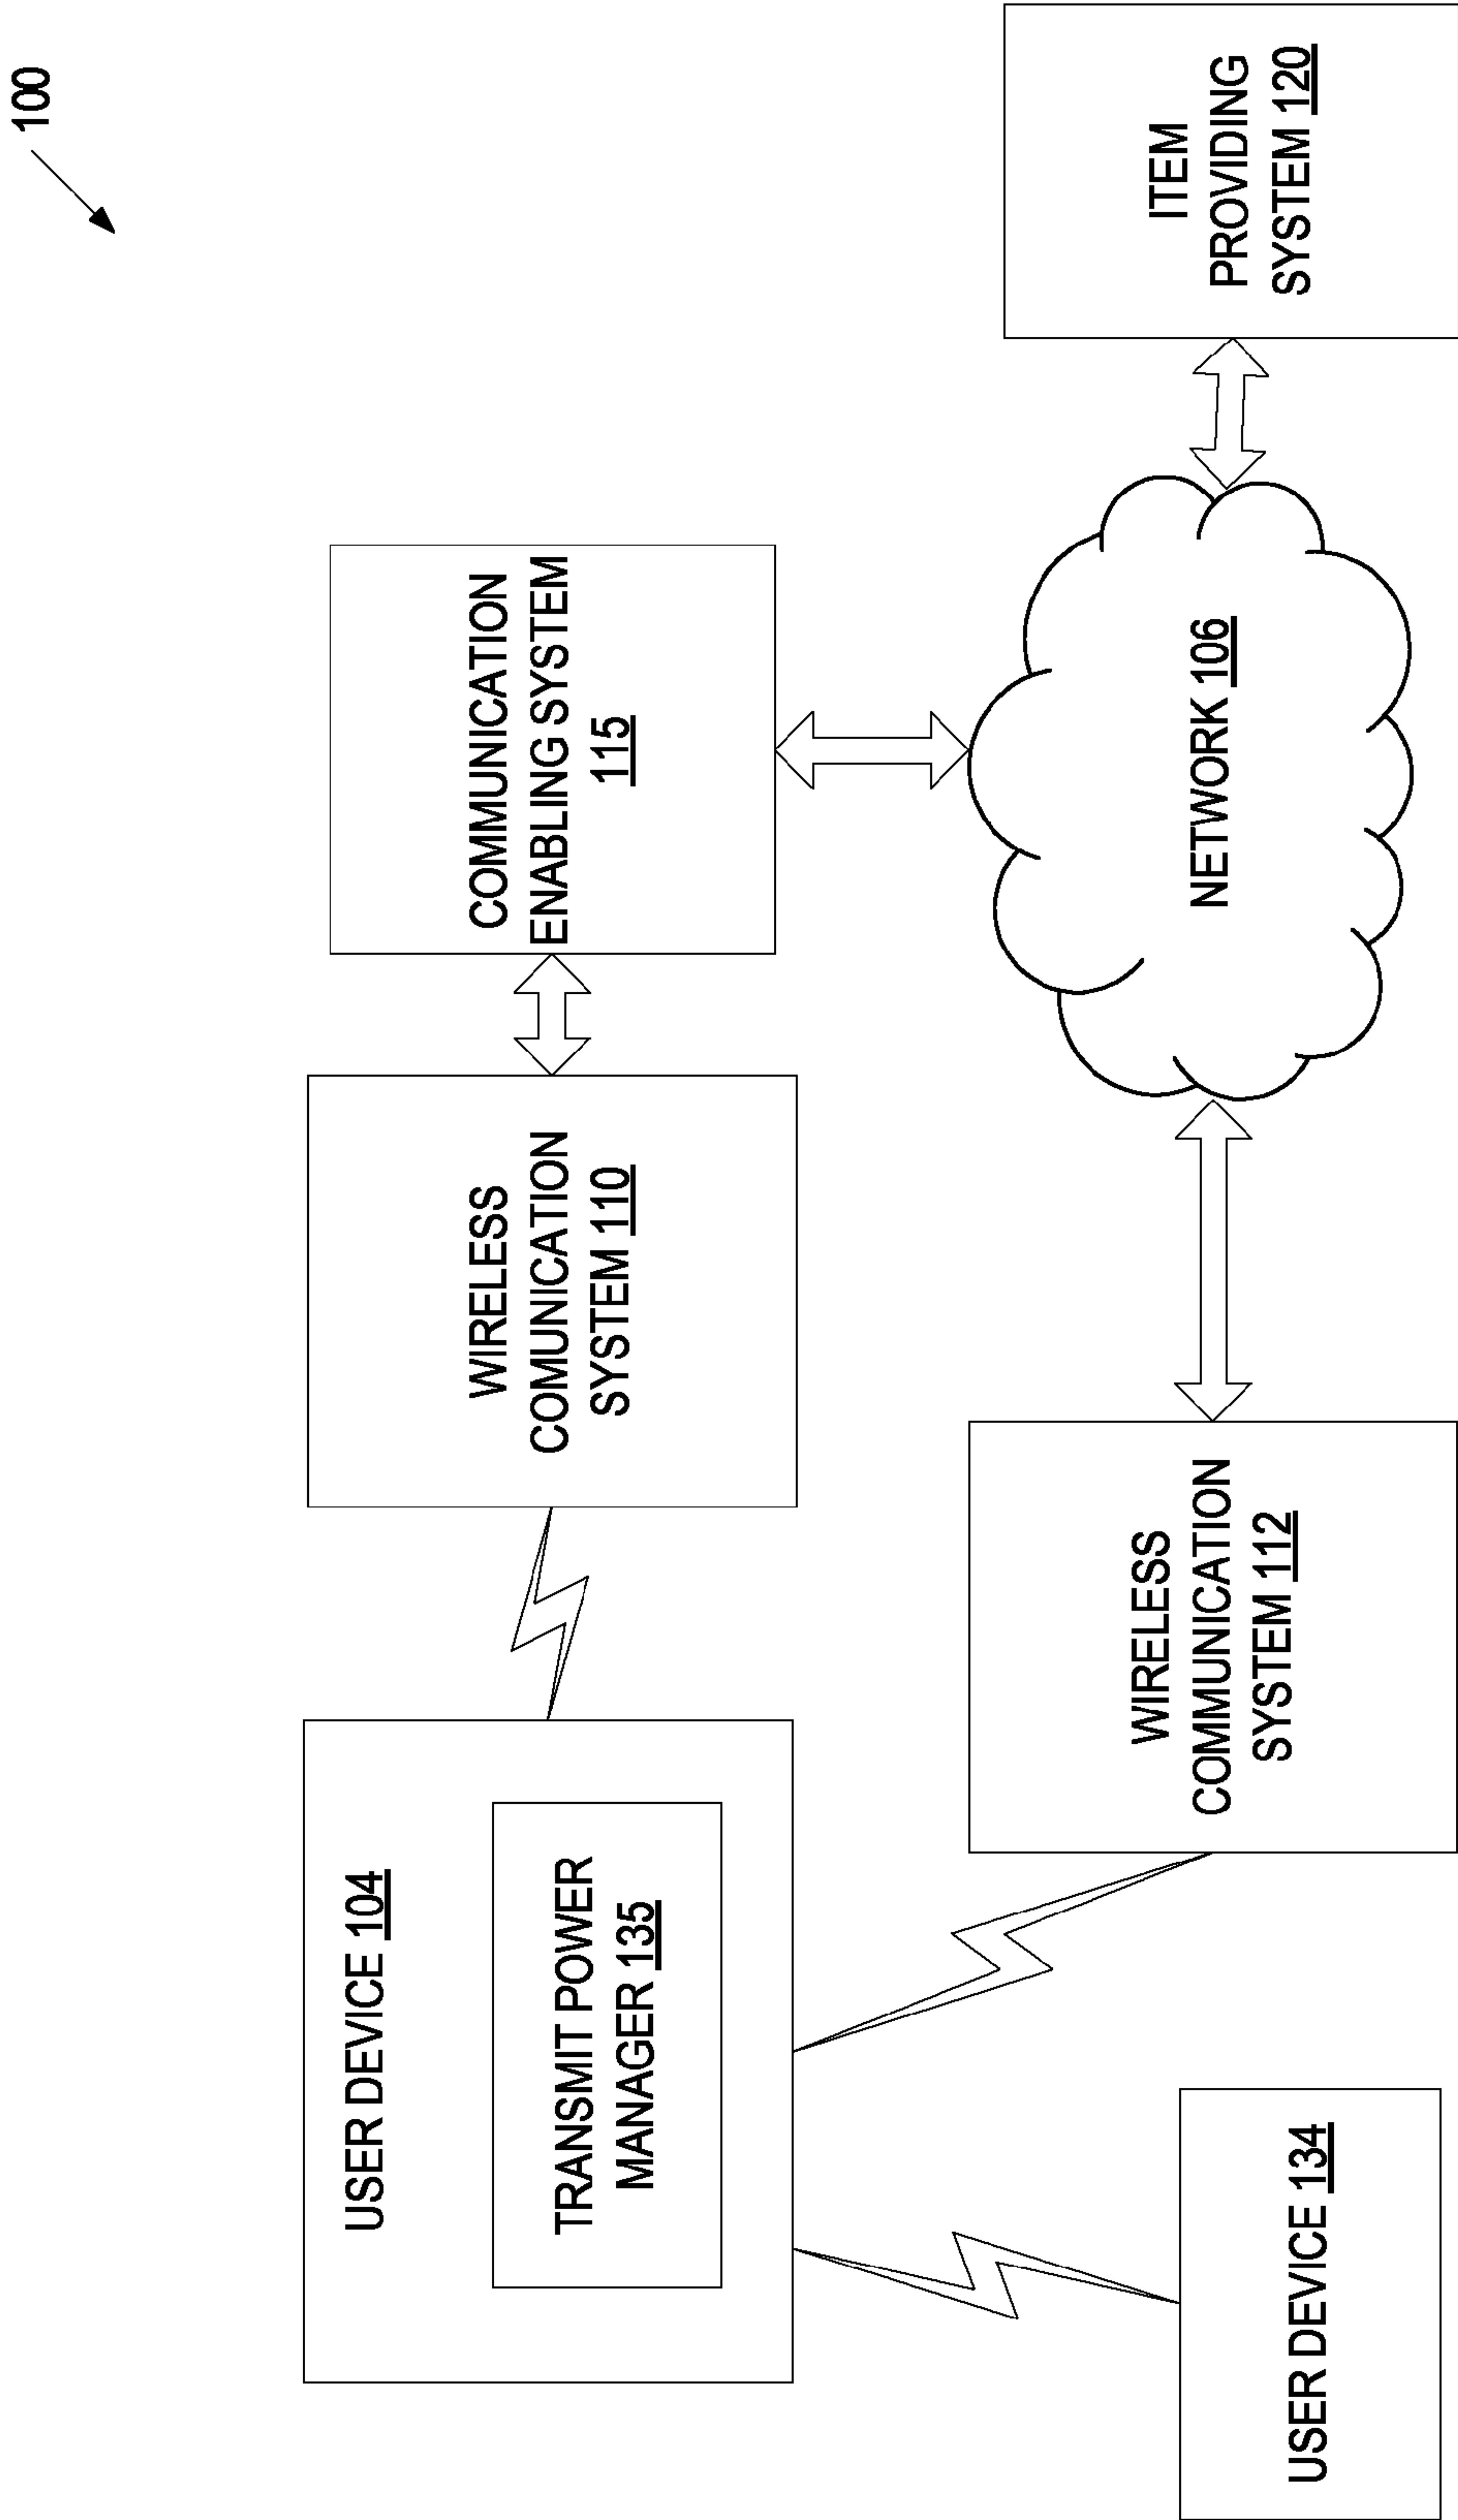 100
USER DEVICE 104
TRANSMIT POWER
MANAGER 135
WIRELESS
COMUNICATION
SYSTEM 110
COMMUNICATION
ENABLING SYSTEM
115
USER DEVICE 134
WIRELESS
COMMUNICATION
SYSTEM 112
NETWORK 106
ITEM
PROVIDING
SYSTEM 120